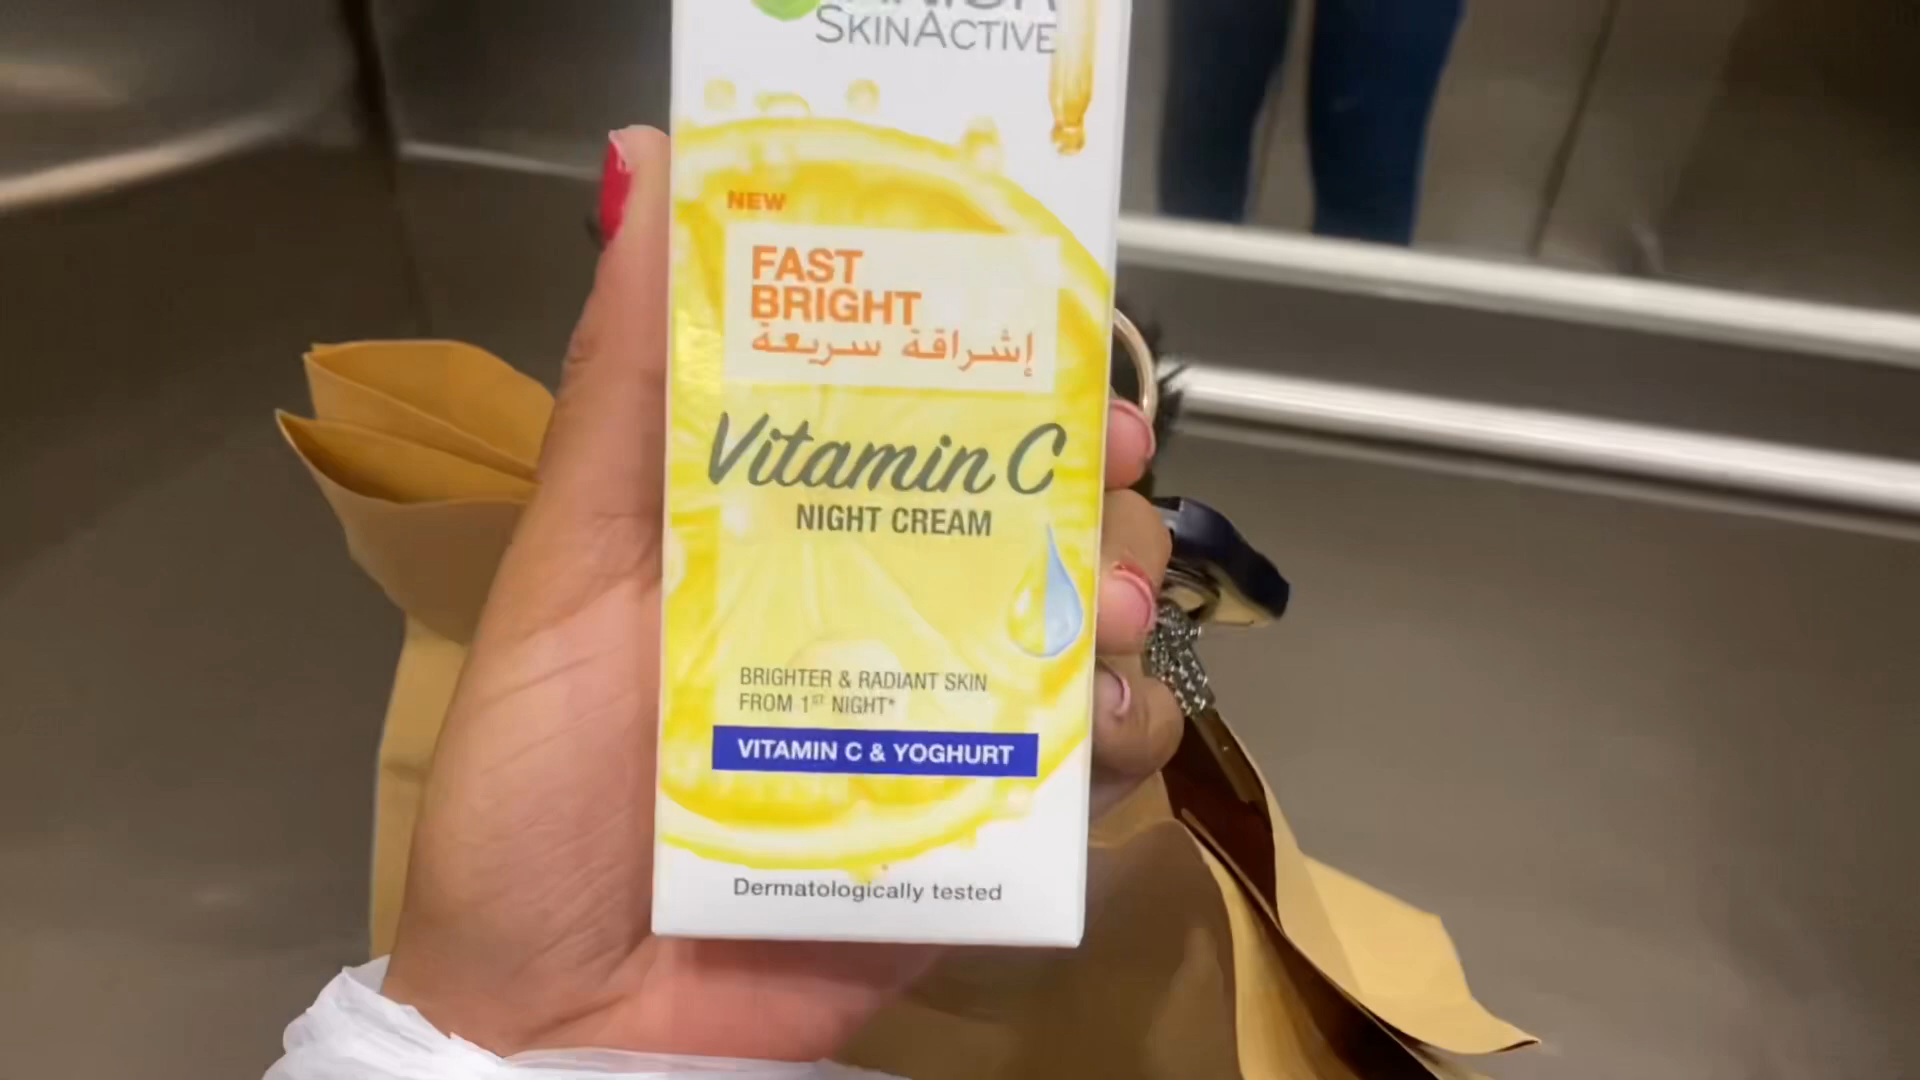 SKINACTIVE
NEW
FAST
BRIGHT
إشراقة سريعة
Vitamin C
NIGHT CREAM
BRIGHTER & RADIANT SKIN
FROM 1ST NIGHT*
VITAMIN C & YOGHURT
Dermatologically tested